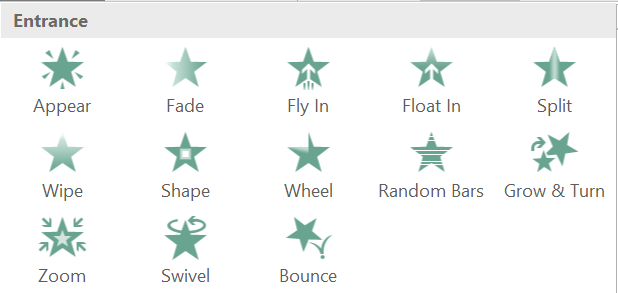 Entrance
Appear Fade Fly In Float In Split
Wipe Shape Wheel Random Bars Grow & Turn
Zoom Swivel Bounce